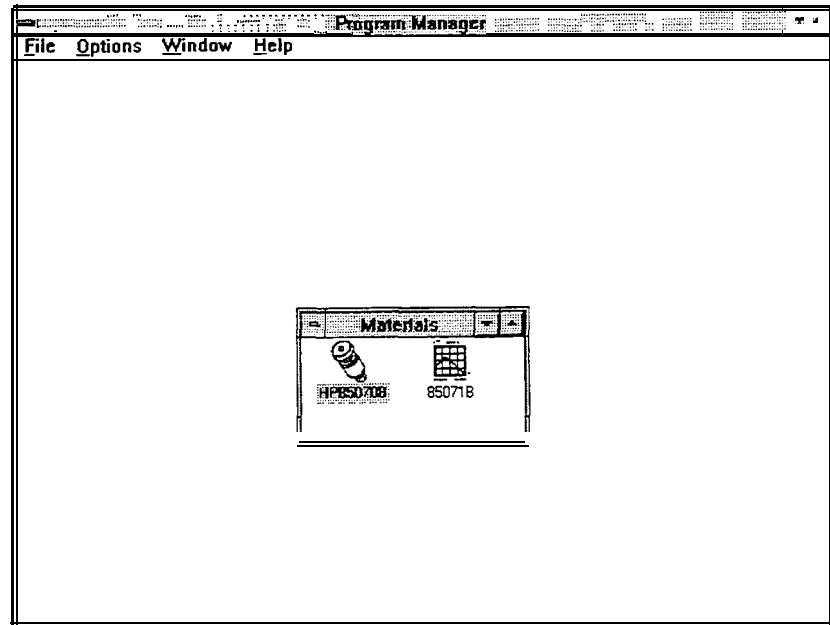 Program Manager
File Options Window Help
Materials
HP85070B 85071B